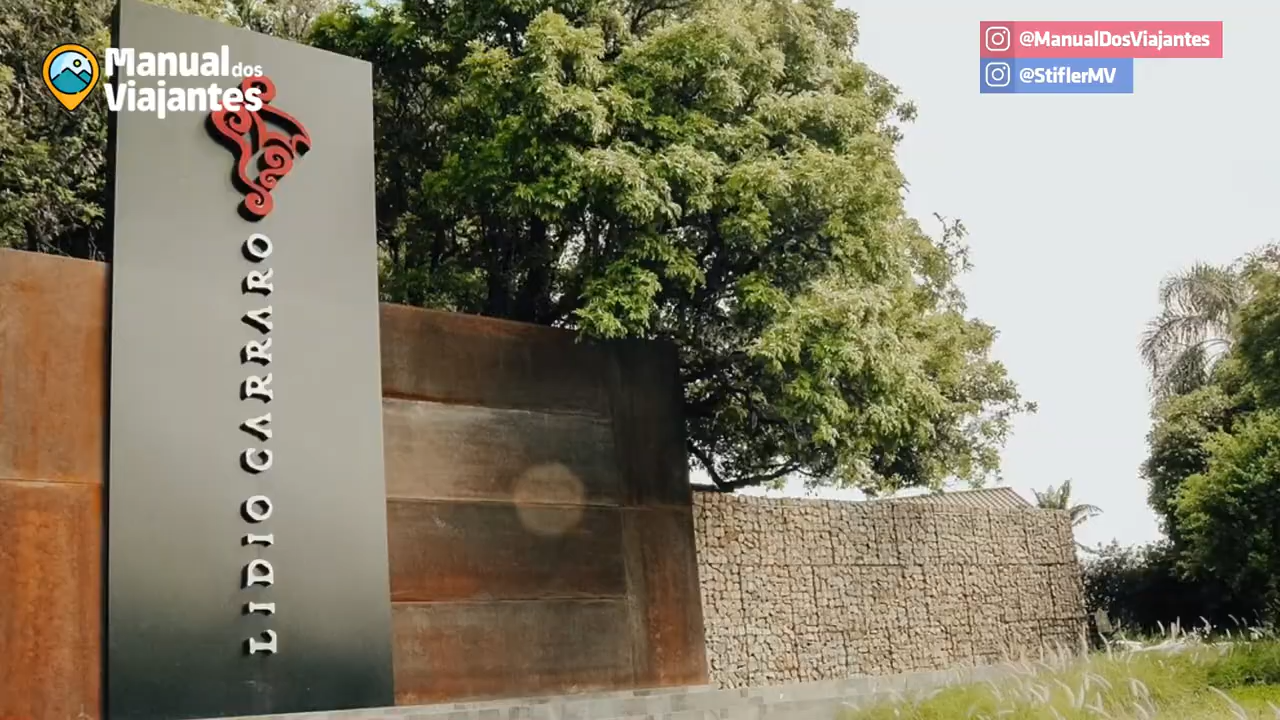 Manual dos
Viajantes
@ManualDosViajantes
@StiflerMV
LIDIO CARRARO